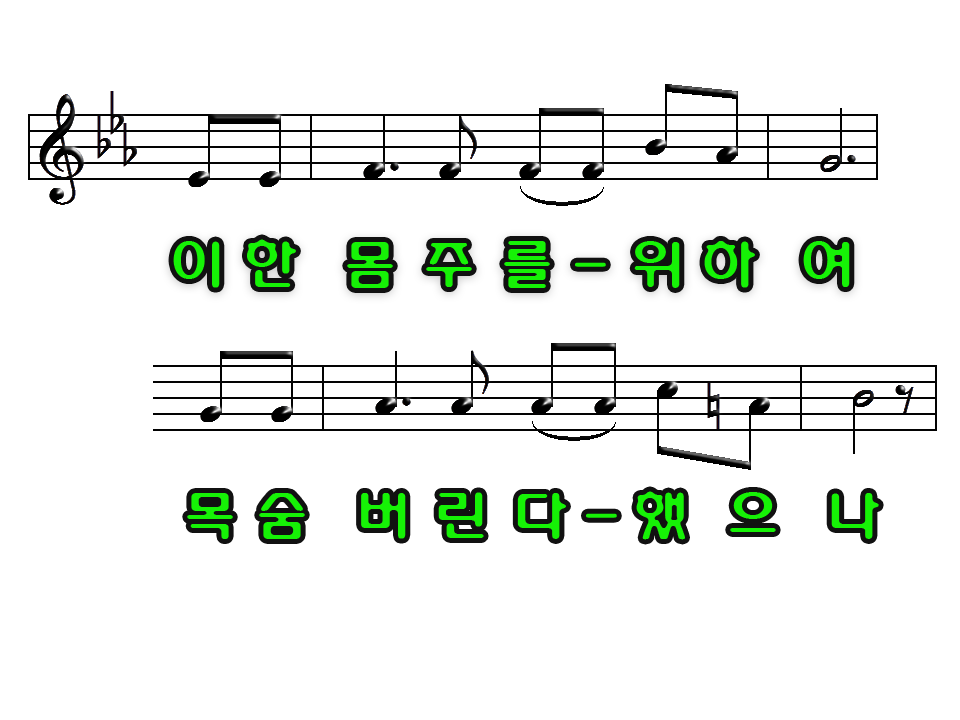 이 한 몸 주 를 - 위 하 여
목 숨 버 린 다 - 했 으 나